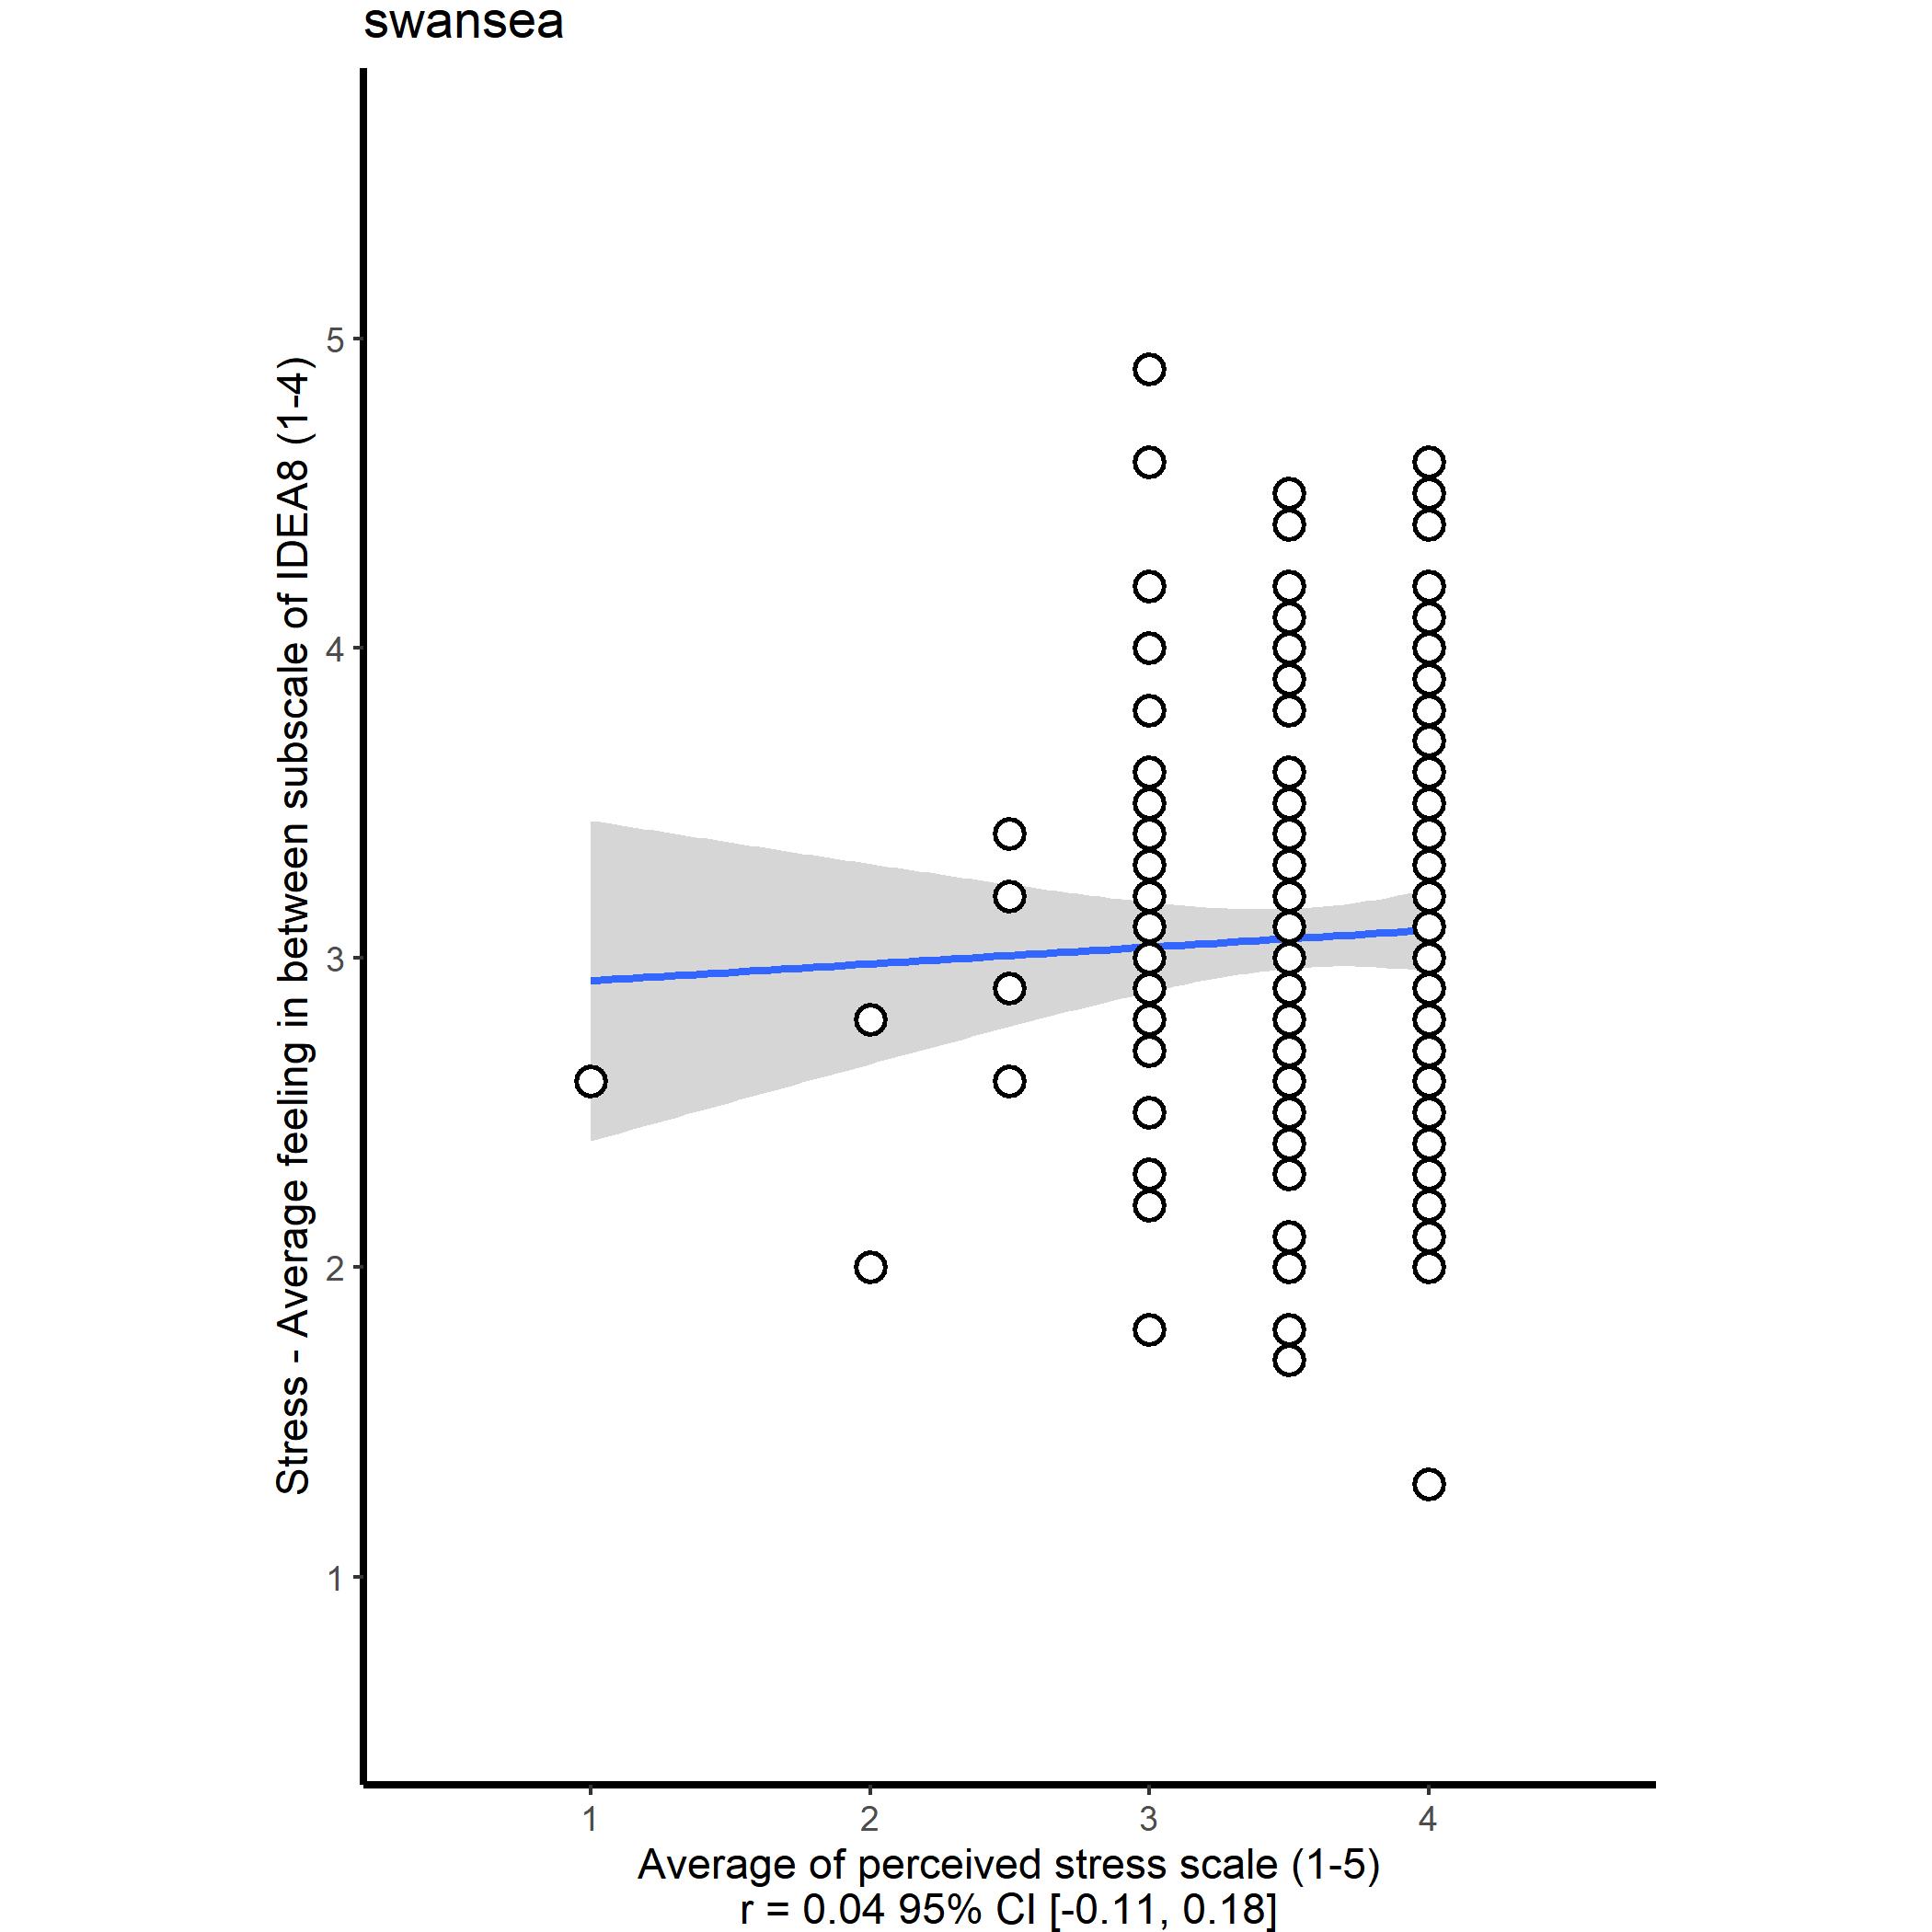 swansea
Stress - Average feeling in between subscale of IDEA8 (1-4)
5
4
3
2
1
1 2 3 4
Average of perceived stress scale (1-5)
r = 0.04 95% CI [-0.11, 0.18]